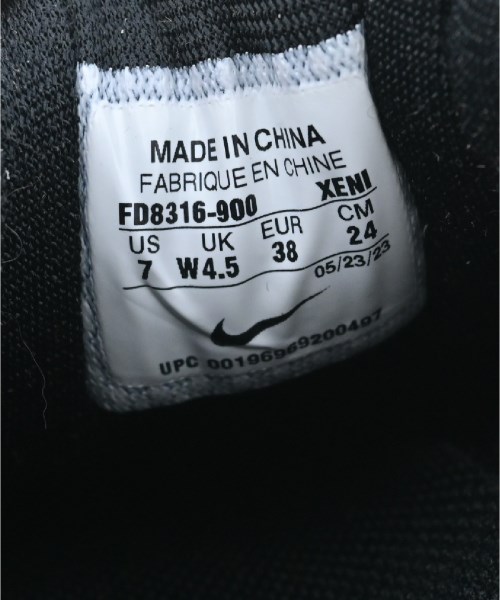 MADE IN CHINA
FABRIQUE EN CHINE
FD8316-900 XENI
US UK EUR CM
7 W4.5 38 24
05/23/23
UPC 00196969200407